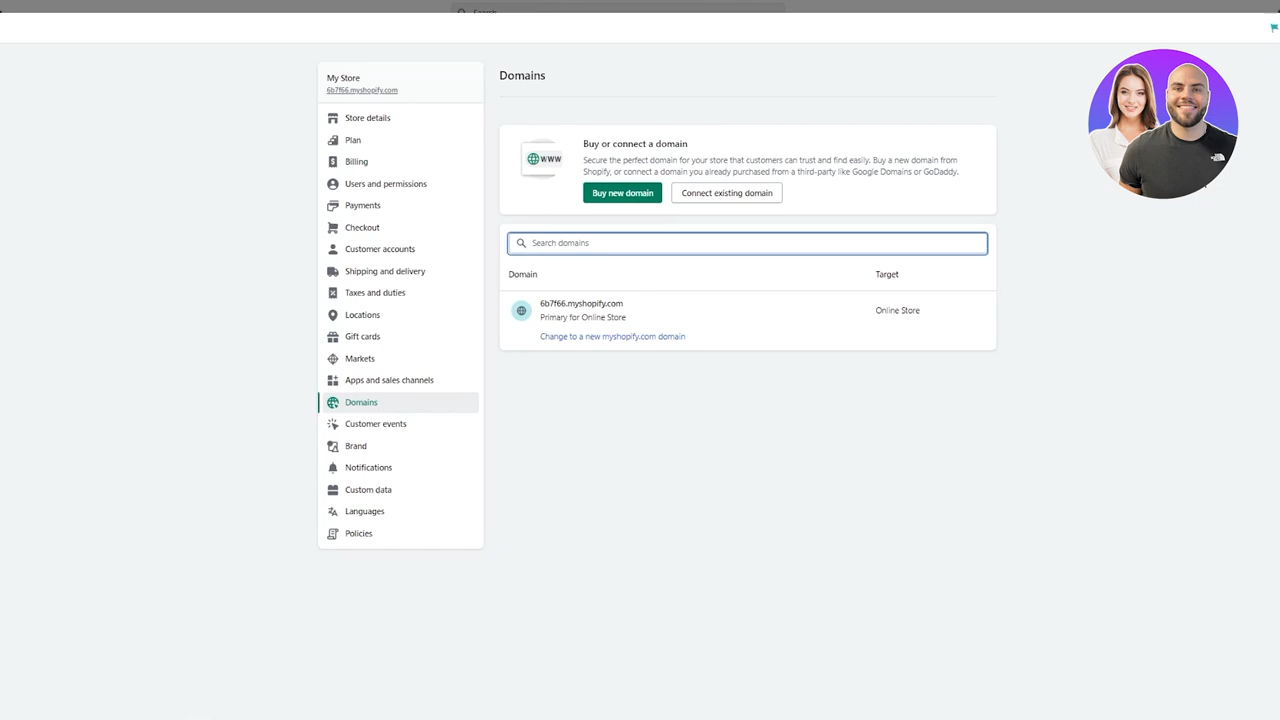 Search
My Store
6b7f66.myshopify.com
Store details
Plan
Billing
Users and permissions
Payments
Checkout
Customer accounts
Shipping and delivery
Taxes and duties
Locations
Gift cards
Markets
Apps and sales channels
Domains
Customer events
Brand
Notifications
Custom data
Languages
Policies
Domains
WWW
Buy or connect a domain
Secure the perfect domain for your store that customers can trust and find easily. Buy a new domain from
Shopify, or connect a domain you already purchased from a third-party like Google Domains or GoDaddy.
Buy new domain
Connect existing domain
Search domains
Domain
Target
6b7f66.myshopify.com
Primary for Online Store
Online Store
Change to a new myshopify.com domain